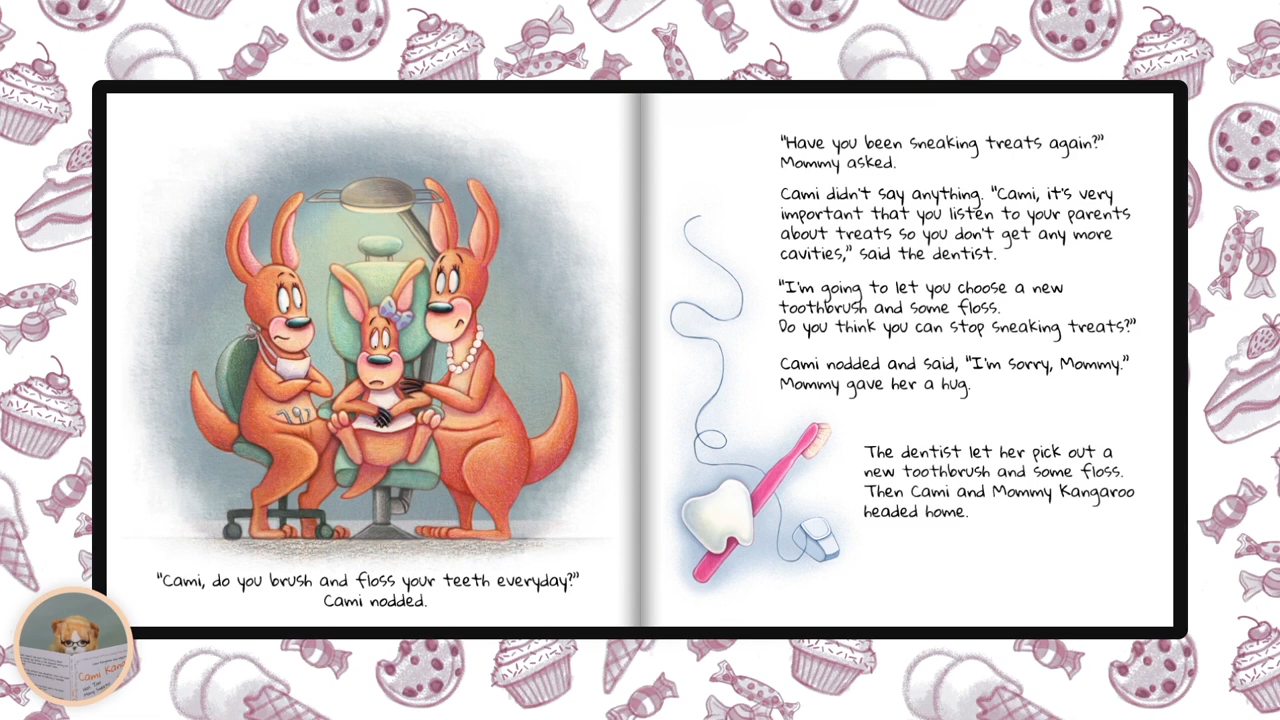 "Cami, do you brush and floss your teeth everyday?"
Cami nodded.
"Have you been sneaking treats again?"
Mommy asked.
Cami didn't say anything. "Cami, it's very
important that you listen to your parents
about treats so you don't get any more
cavities," said the dentist.
"I'm going to let you choose a new
toothbrush and some floss.
Do you think you can stop sneaking treats?"
Cami nodded and said, "I'm sorry, Mommy."
Mommy gave her a hug.
The dentist let her pick out a
new toothbrush and some floss.
Then Cami and Mommy Kangaroo
headed home.
Cami Kan